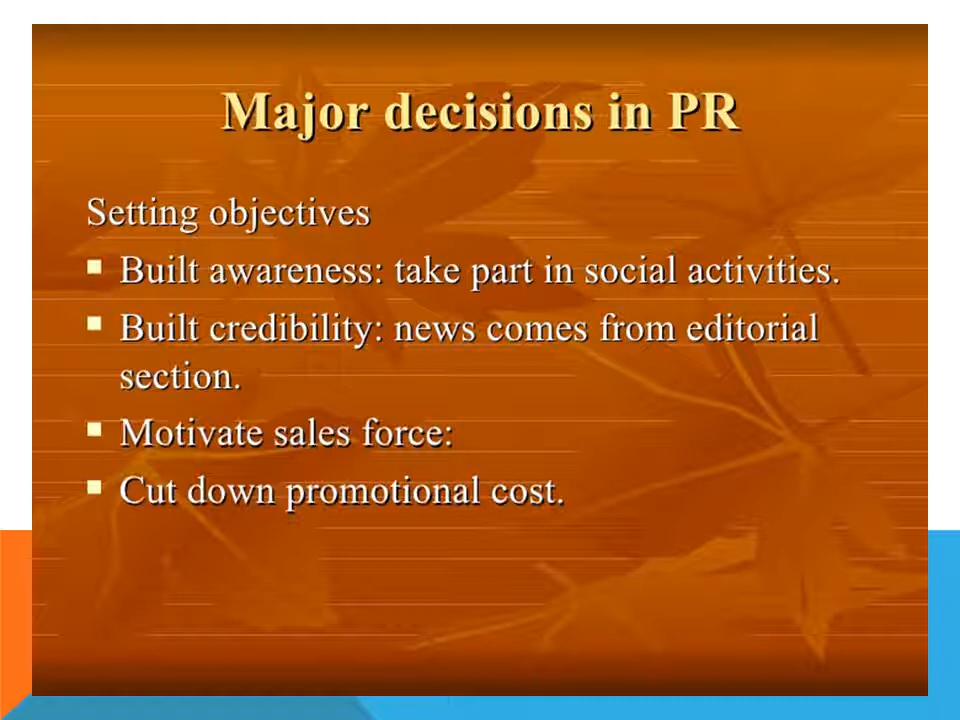 Major decisions in PR
Setting objectives
Built awareness: take part in social activities.
Built credibility: news comes from editorial
section.
Motivate sales force:
Cut down promotional cost.